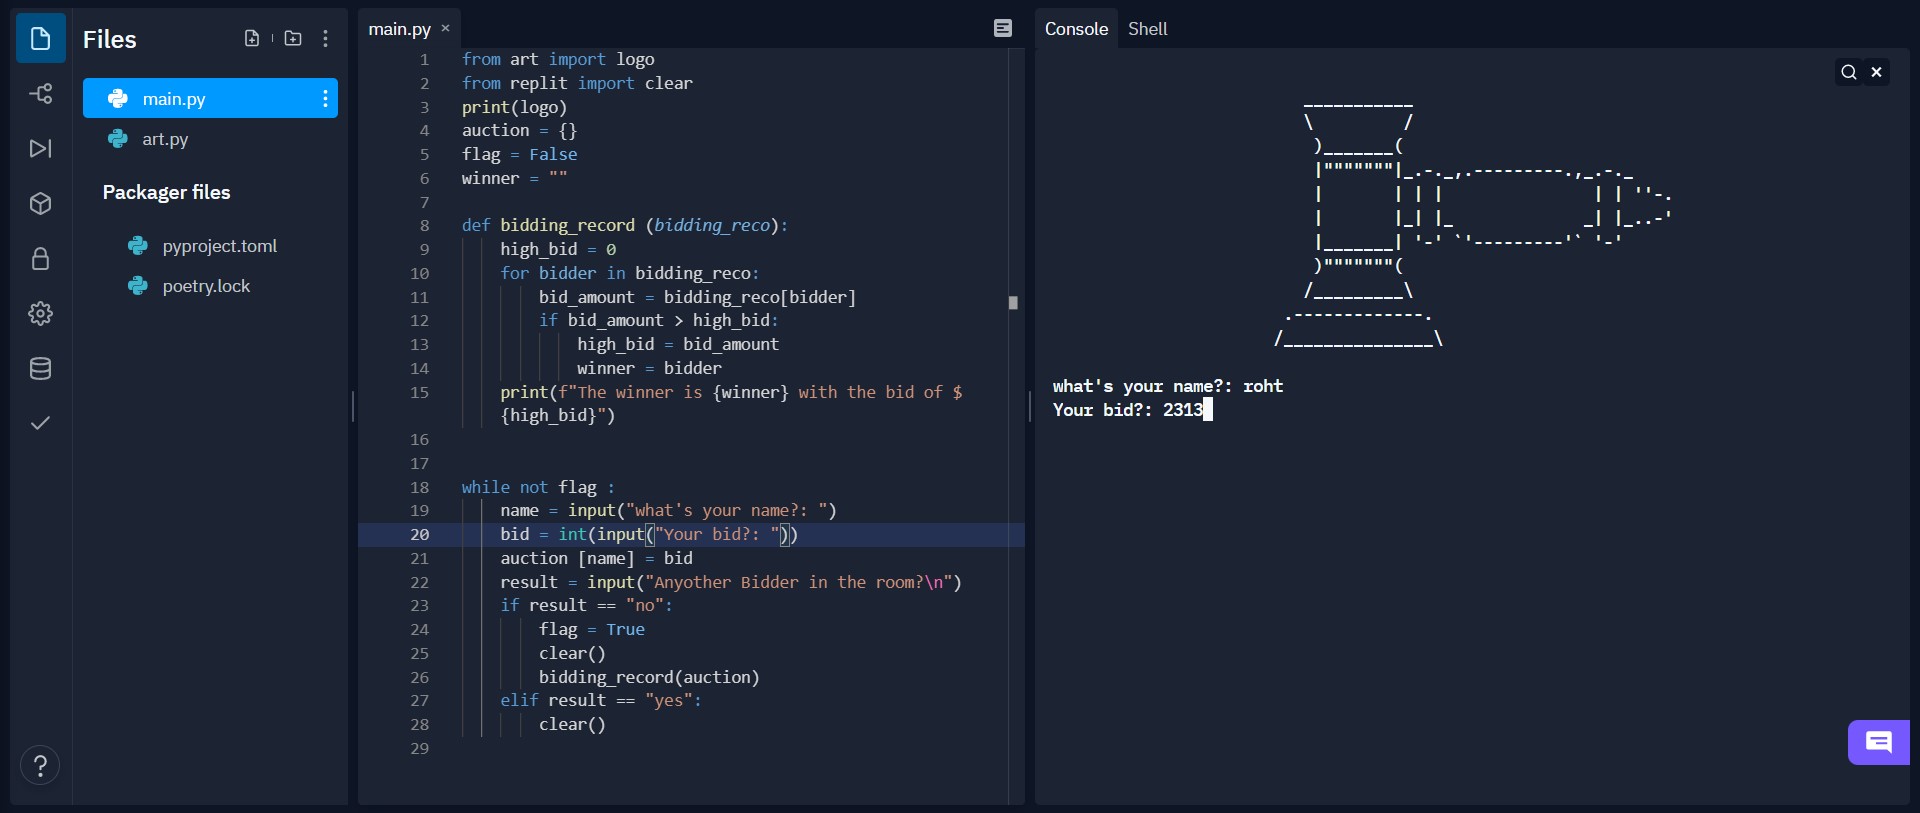 Files
main.py
art.py
Packager files
pyproject.toml
poetry.lock
?
main.py ×
1 from art import logo
2 from replit import clear
3 print(logo)
4 auction = {}
5 flag = False
6 winner = ""
7
8 def bidding_record (bidding_reco):
9 high_bid = 0
10 for bidder in bidding_reco:
11 bid_amount = bidding_reco[bidder]
12 if bid_amount > high_bid:
13 high_bid = bid_amount
14 winner = bidder
15 print(f"The winner is {winner} with the bid of $
{high_bid}")
16
17
18 while not flag :
19 name = input("what's your name?: ")
20 bid = int(input("Your bid?: "))
21 auction [name] = bid
22 result = input("Anyother Bidder in the room?\n")
23 if result == "no":
24 flag = True
25 clear()
26 bidding_record(auction)
27 elif result == "yes":
28 clear()
29
Console Shell
                         ___________
                         \         /
                          )_______(
                          |"""""""|_.-._,.---------.,_.-._
                          |       | | |               | | ''-.
                          |       |_| |_             _| |_..-'
                          |_______| '-' `'---------'` '-'
                          )"""""""(
                         /_________\
                       .-------------.
                      /_______________\
what's your name?: roht
Your bid?: 2313